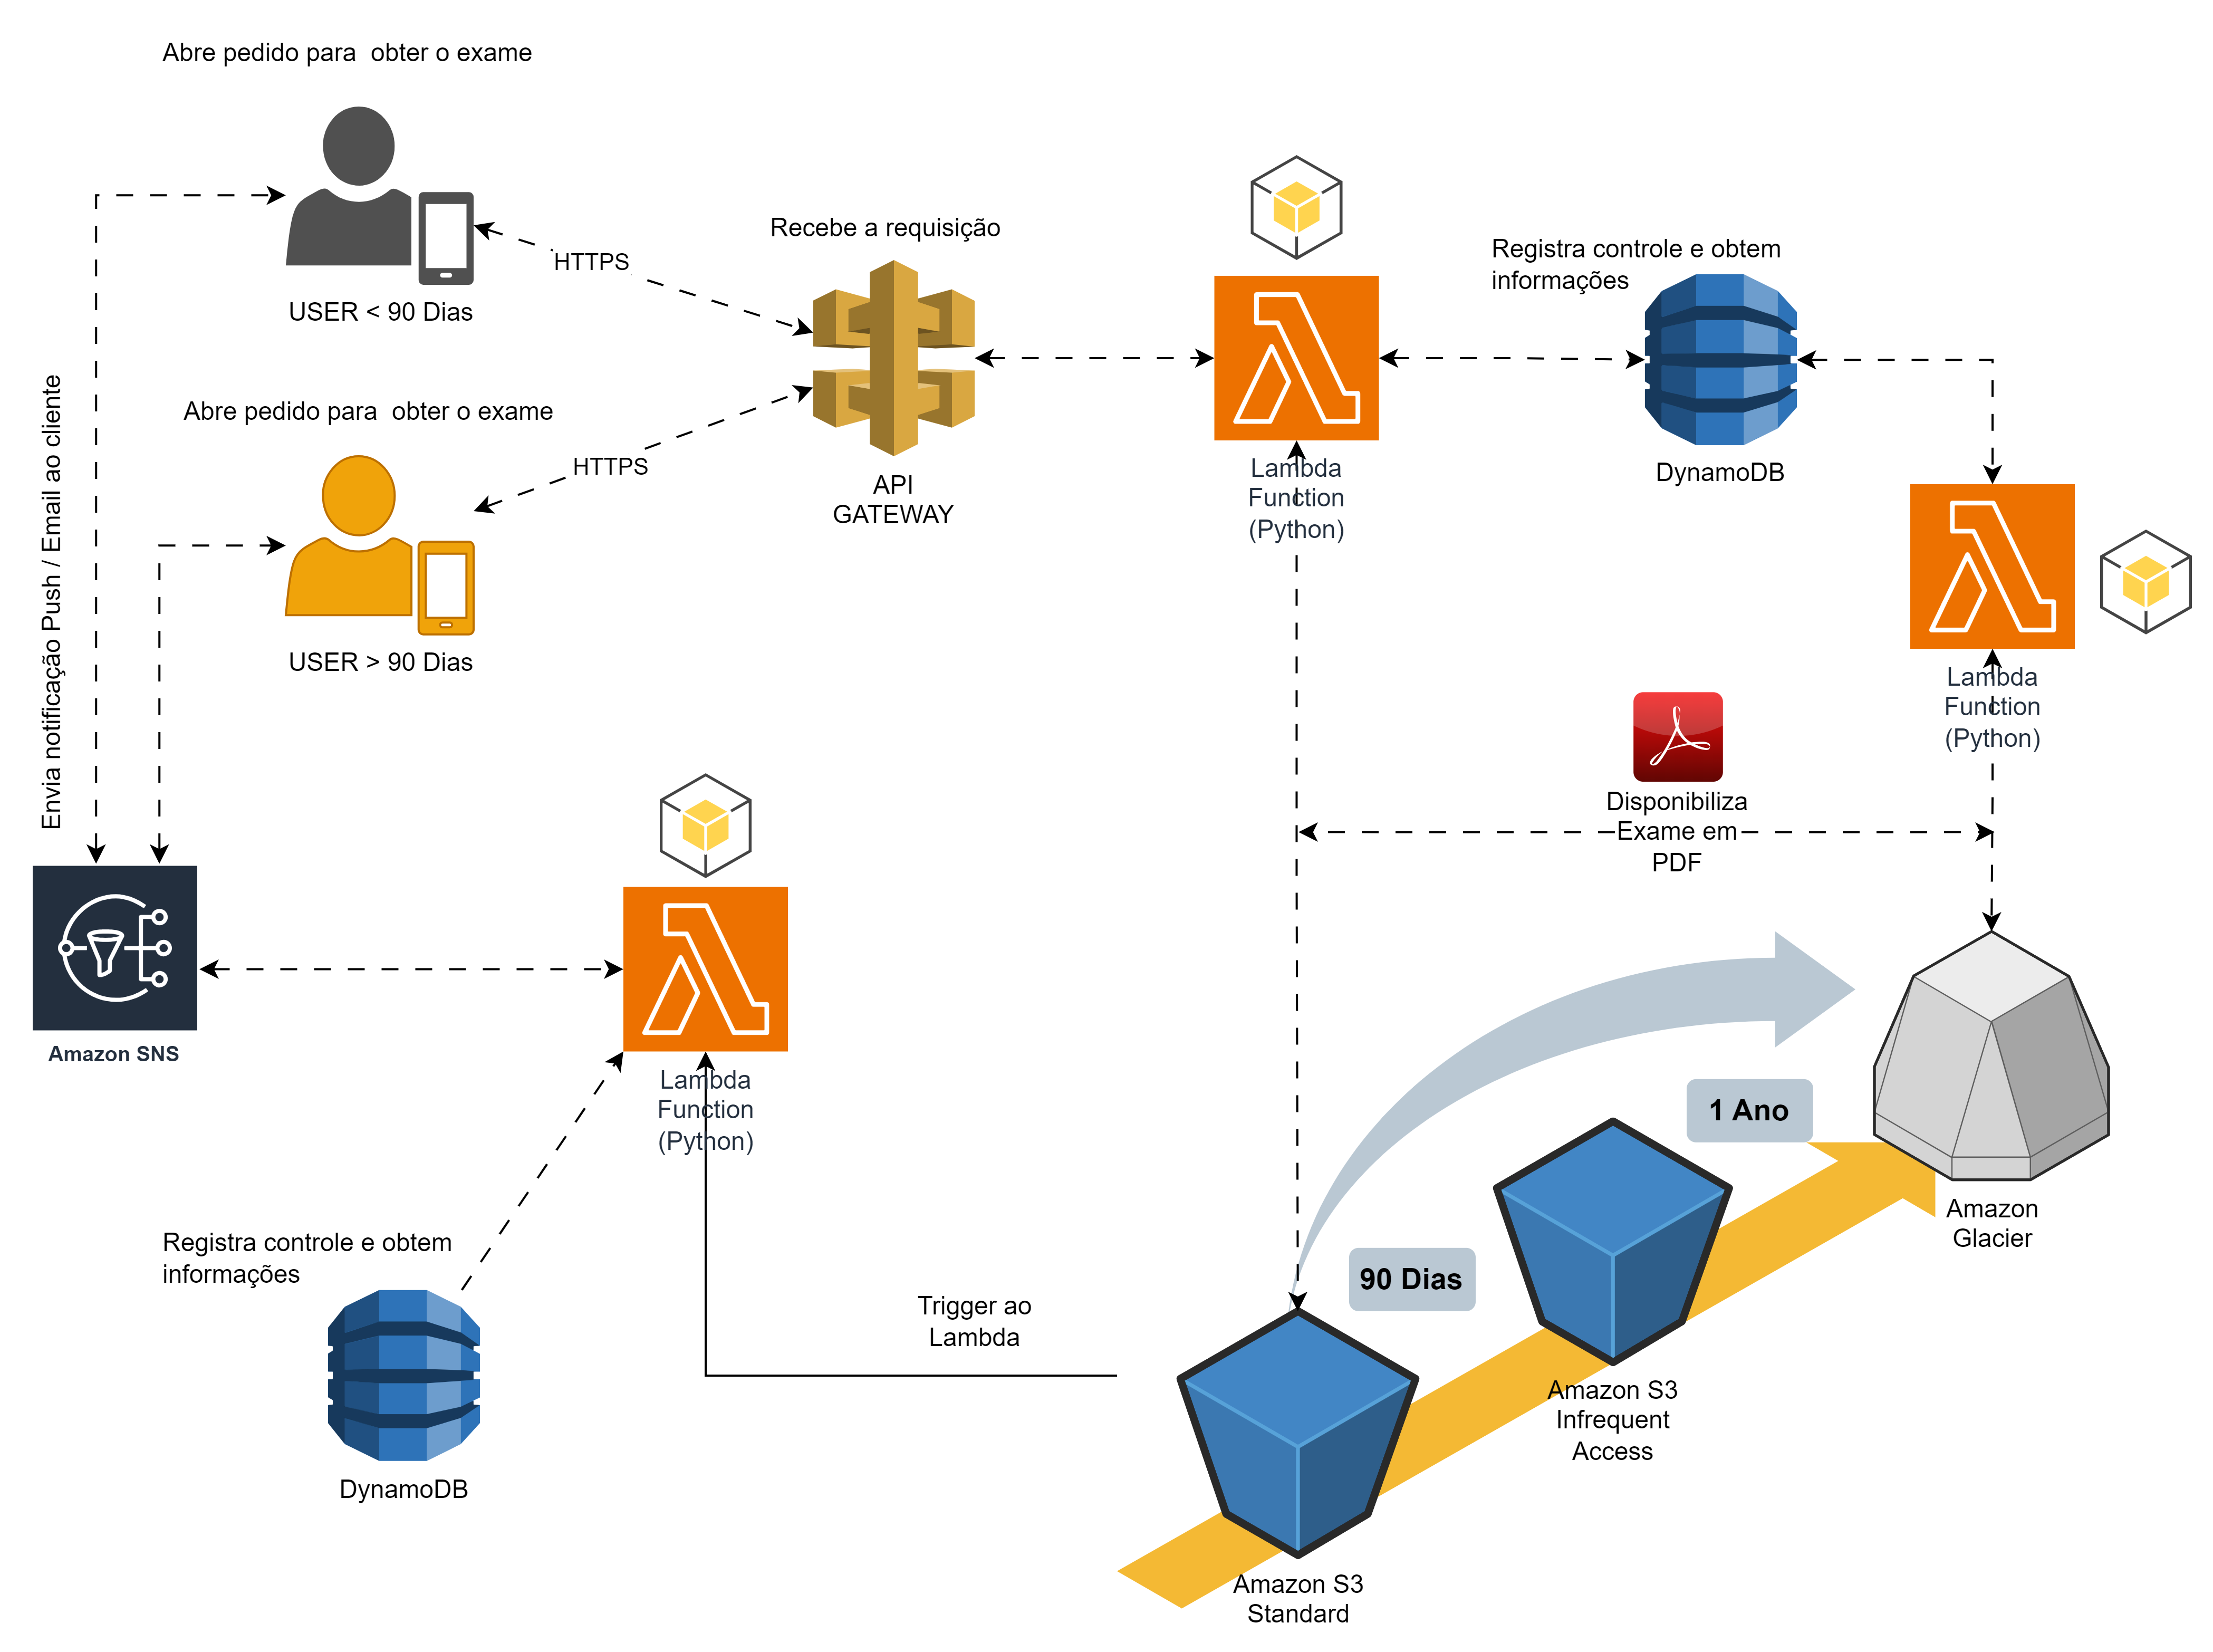 Abre pedido para  obter o exame
USER < 90 Dias
HTTPS
Recebe a requisição
API
GATEWAY
Lambda
Function
(Python)
Registra controle e obtem
informações
DynamoDB
Abre pedido para  obter o exame
HTTPS
USER > 90 Dias
Envia notificação Push / Email ao cliente
Lambda
Function
(Python)
Disponibiliza
Exame em
PDF
Amazon SNS
Lambda
Function
(Python)
1 Ano
Amazon
Glacier
Registra controle e obtem
informações
DynamoDB
Trigger ao
Lambda
90 Dias
Amazon S3
Infrequent
Access
Amazon S3
Standard